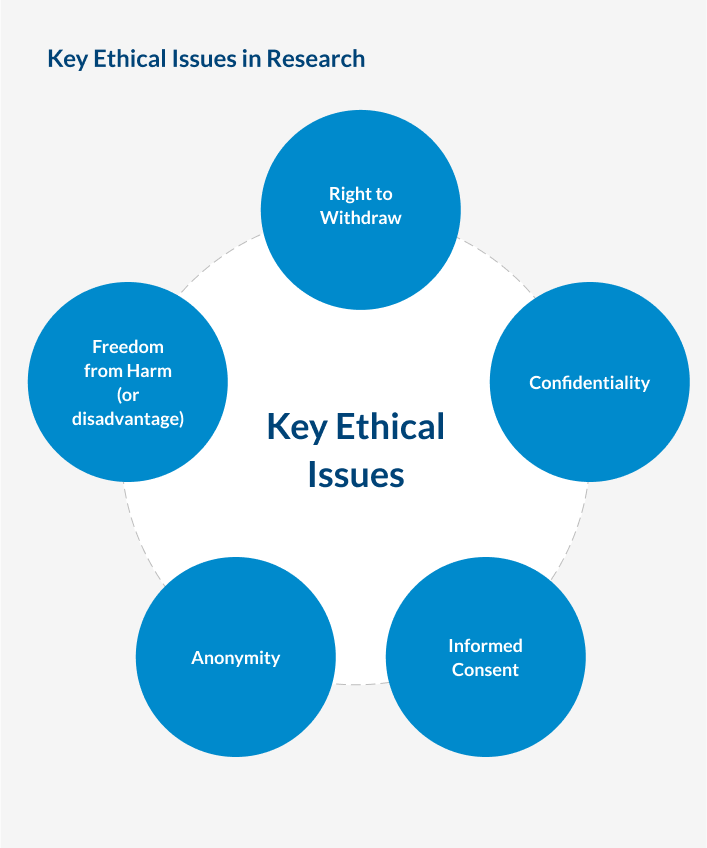 Key Ethical Issues in Research
Right to
Withdraw
Freedom
from Harm
(or
disadvantage)
Confidentiality
Key Ethical
Issues
Anonymity
Informed
Consent